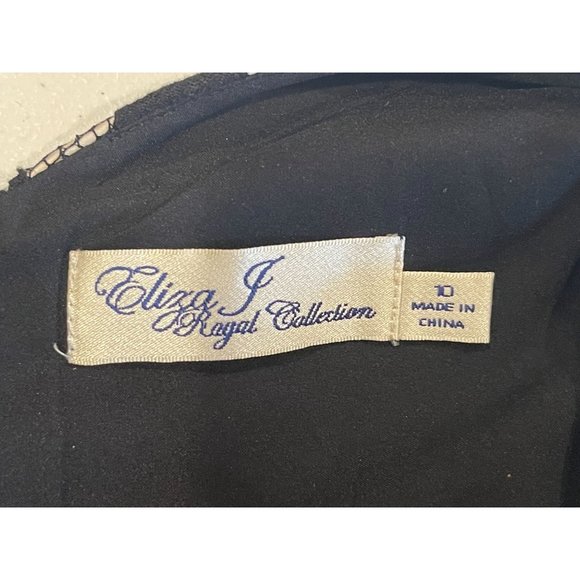 Eliza J
Royal Collection
10
MADE IN
CHINA